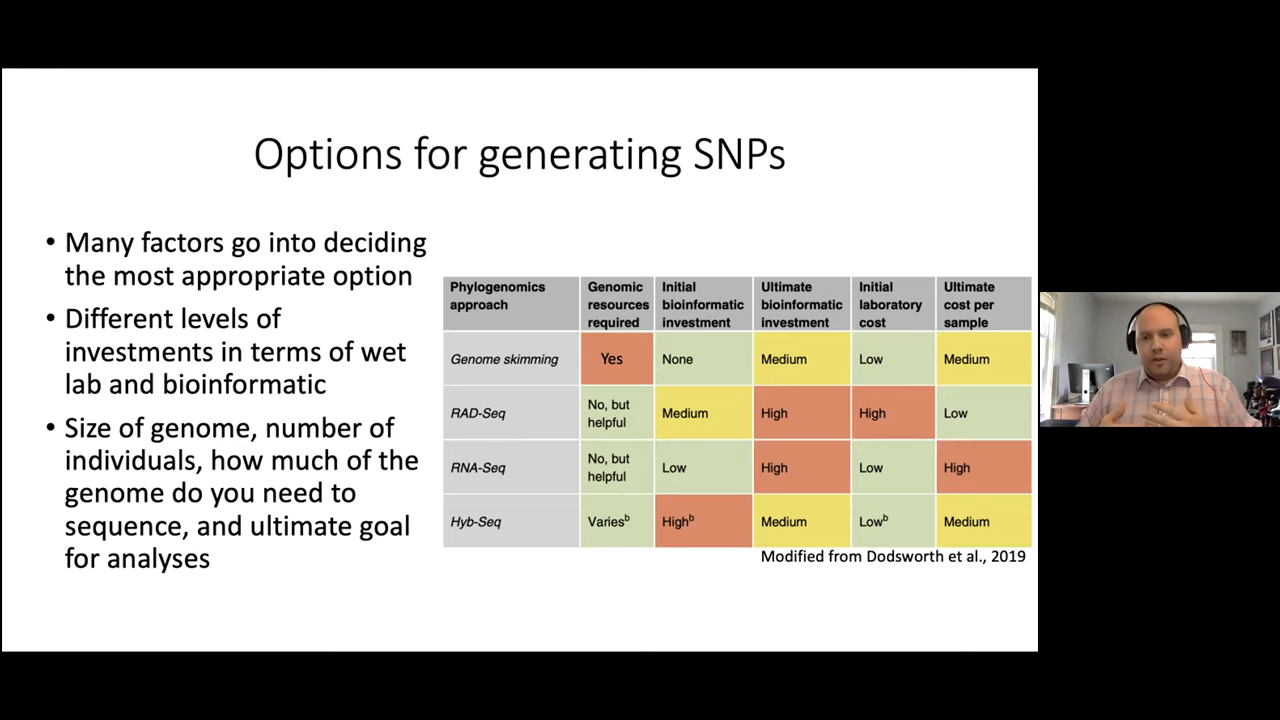 Options for generating SNPs
• Many factors go into deciding
the most appropriate option
• Different levels of
investments in terms of wet
lab and bioinformatic
• Size of genome, number of
individuals, how much of the
genome do you need to
sequence, and ultimate goal
for analyses
Phylogenomics approach Genomic resources required Initial bioinformatic investment Ultimate bioinformatic investment Initial laboratory cost Ultimate cost per sample
Genome skimming Yes None Medium Low Medium
RAD-Seq No, but helpful Medium High High Low
RNA-Seq No, but helpful Low High Low High
Hyb-Seq Variesᵇ Highᵇ Medium Lowᵇ Medium
Modified from Dodsworth et al., 2019